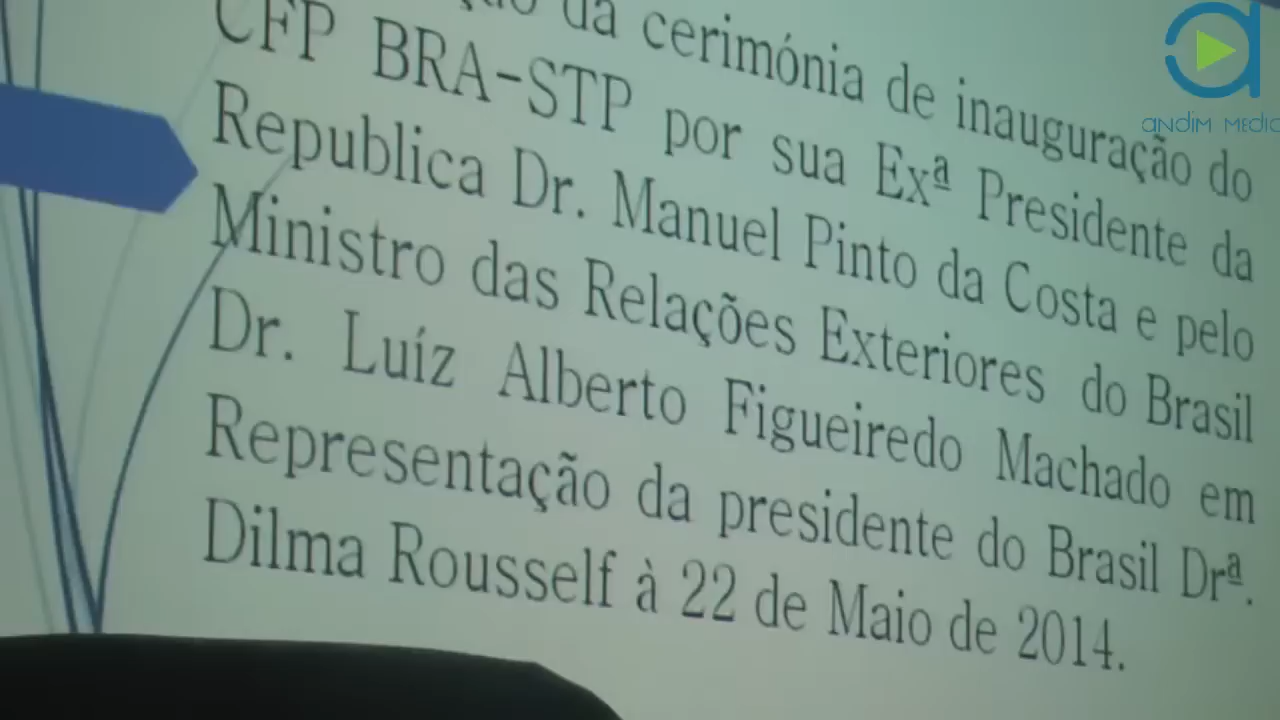 da cerimónia de inauguração do
CFP BRA-STP por sua Exª Presidente da
Republica Dr. Manuel Pinto da Costa e pelo
Ministro das Relações Exteriores do Brasil
Dr. Luíz Alberto Figueiredo Machado em
Representação da presidente do Brasil Drª.
Dilma Rousself à 22 de Maio de 2014.
andim media